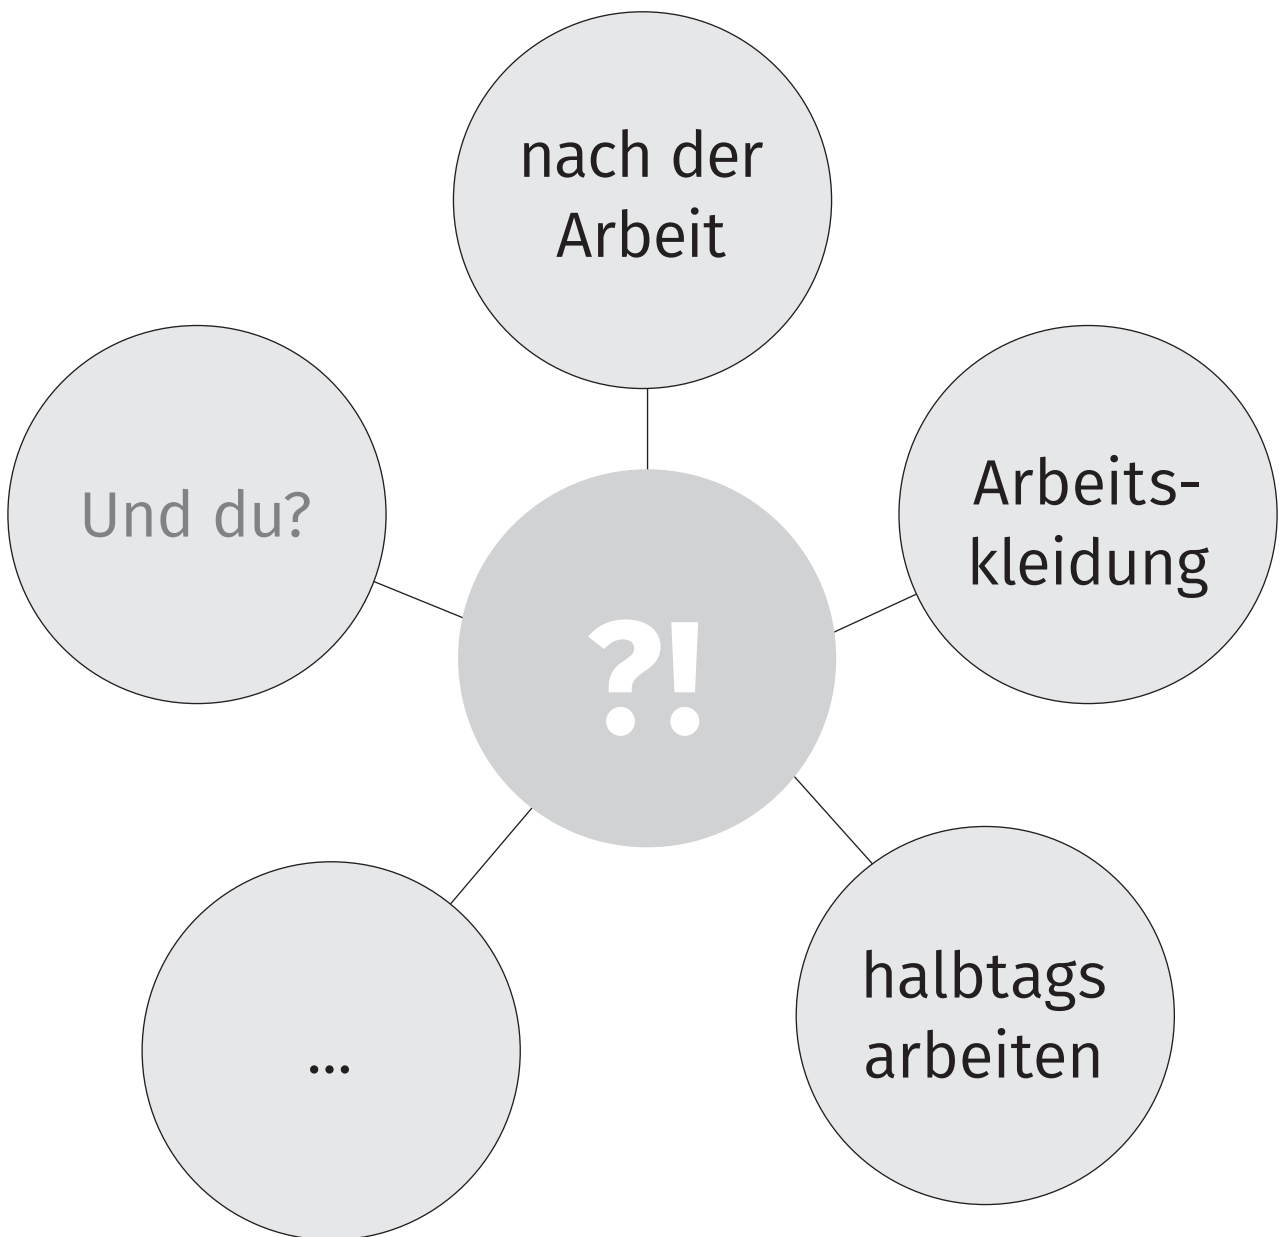 nach der
Arbeit
Arbeits-
kleidung
Und du?
?!
halbtags
arbeiten
...